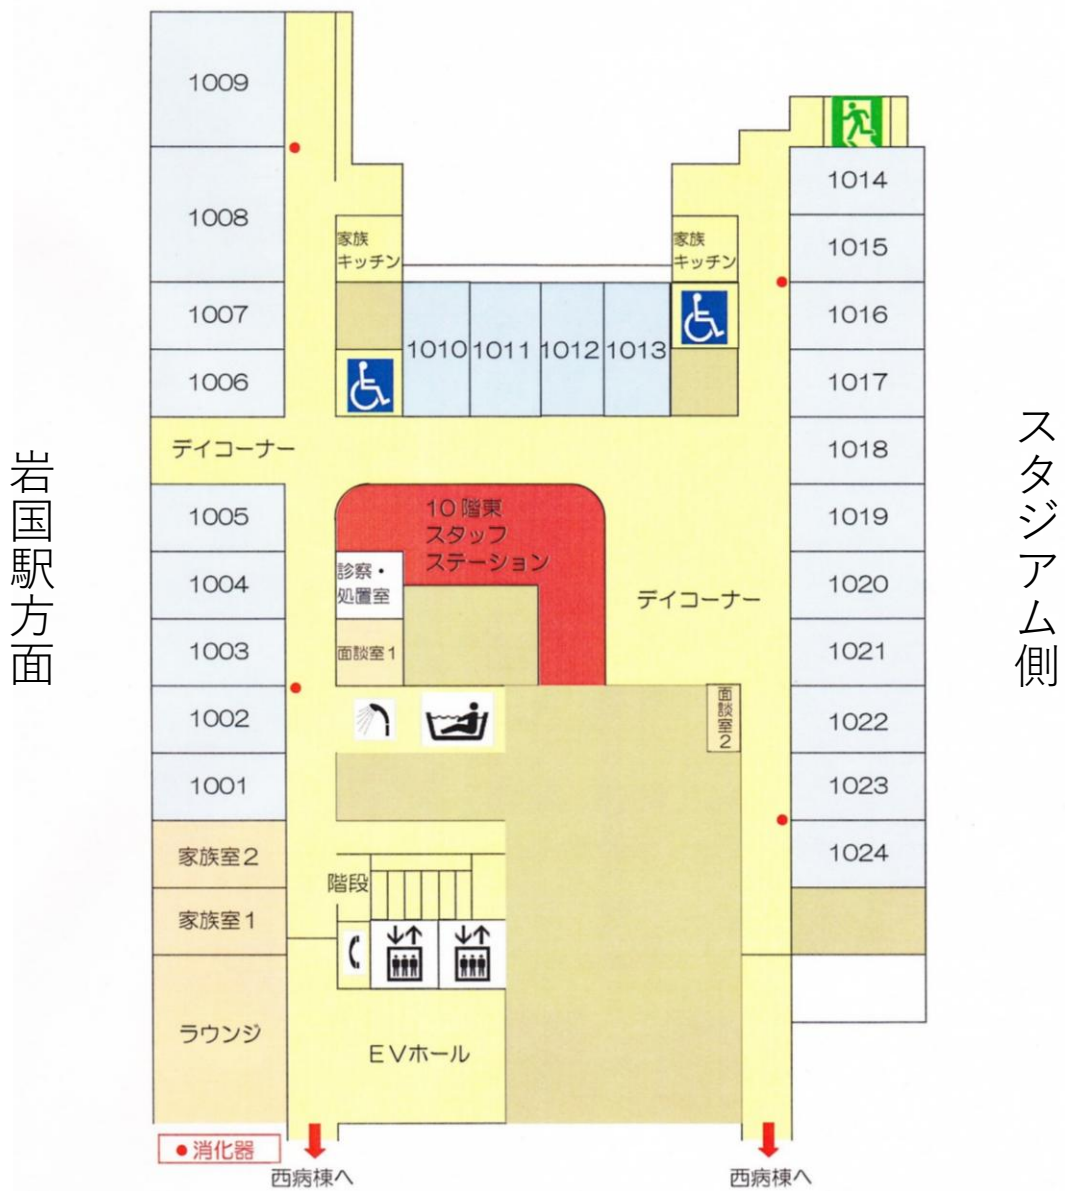 1009
1008
1007
1006
デイコーナー
1005
1004
1003
1002
1001
家族室2
家族室1
ラウンジ
●消化器
岩国駅方面
家族
キッチン
1010
1011
1012
1013
家族
キッチン
10階東
スタッフ
ステーション
診察・
処置室
面談室1
デイコーナー
面談室2
階段
EVホール
西病棟へ
西病棟へ
1014
1015
1016
1017
1018
1019
1020
1021
1022
1023
1024
スタジアム側